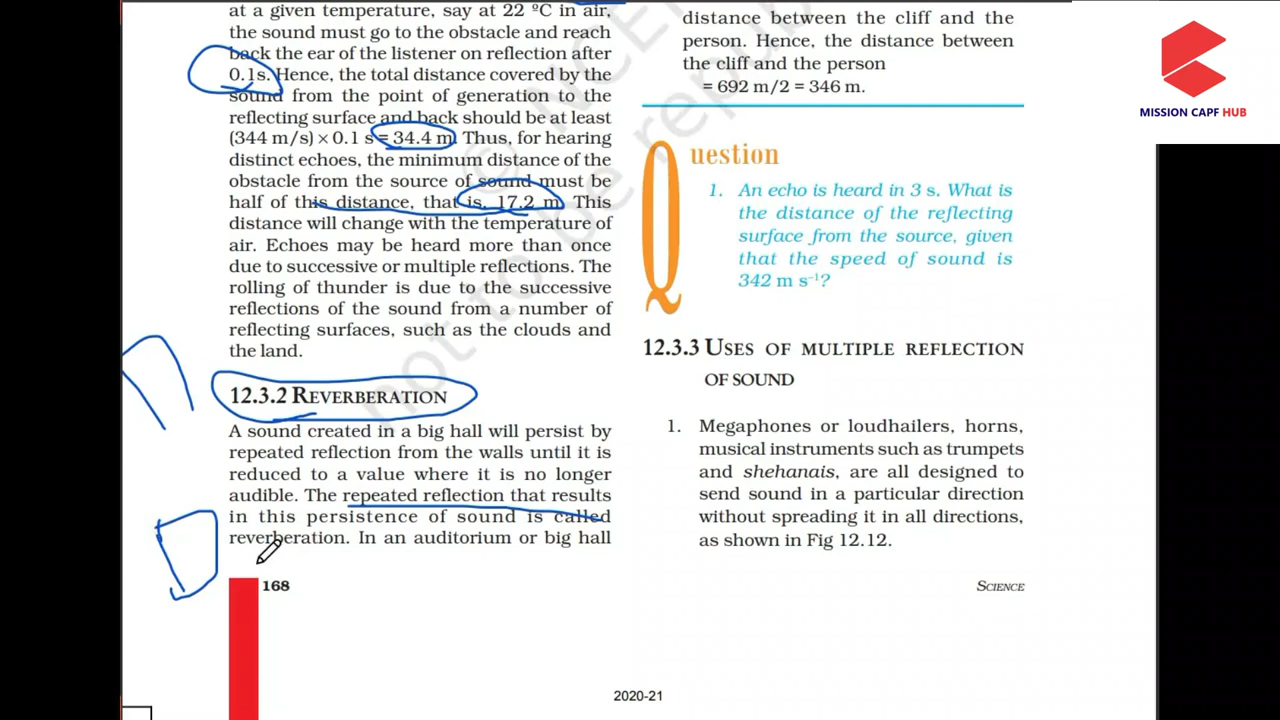 at a given temperature, say at 22 ºC in air,
the sound must go to the obstacle and reach
back the ear of the listener on reflection after
0.1s. Hence, the total distance covered by the
sound from the point of generation to the
reflecting surface and back should be at least
(344 m/s) × 0.1 s = 34.4 m. Thus, for hearing
distinct echoes, the minimum distance of the
obstacle from the source of sound must be
half of this distance, that is, 17.2 m. This
distance will change with the temperature of
air. Echoes may be heard more than once
due to successive or multiple reflections. The
rolling of thunder is due to the successive
reflections of the sound from a number of
reflecting surfaces, such as the clouds and
the land.
12.3.2 REVERBERATION
A sound created in a big hall will persist by
repeated reflection from the walls until it is
reduced to a value where it is no longer
audible. The repeated reflection that results
in this persistence of sound is called
reverberation. In an auditorium or big hall
168
distance between the cliff and the
person. Hence, the distance between
the cliff and the person
= 692 m/2 = 346 m.
Question
1. An echo is heard in 3 s. What is
the distance of the reflecting
surface from the source, given
that the speed of sound is
342 m s⁻¹?
12.3.3 USES OF MULTIPLE REFLECTION
OF SOUND
1. Megaphones or loudhailers, horns,
musical instruments such as trumpets
and shehanais, are all designed to
send sound in a particular direction
without spreading it in all directions,
as shown in Fig 12.12.
SCIENCE
2020-21
MISSION CAPF HUB
not to be republ